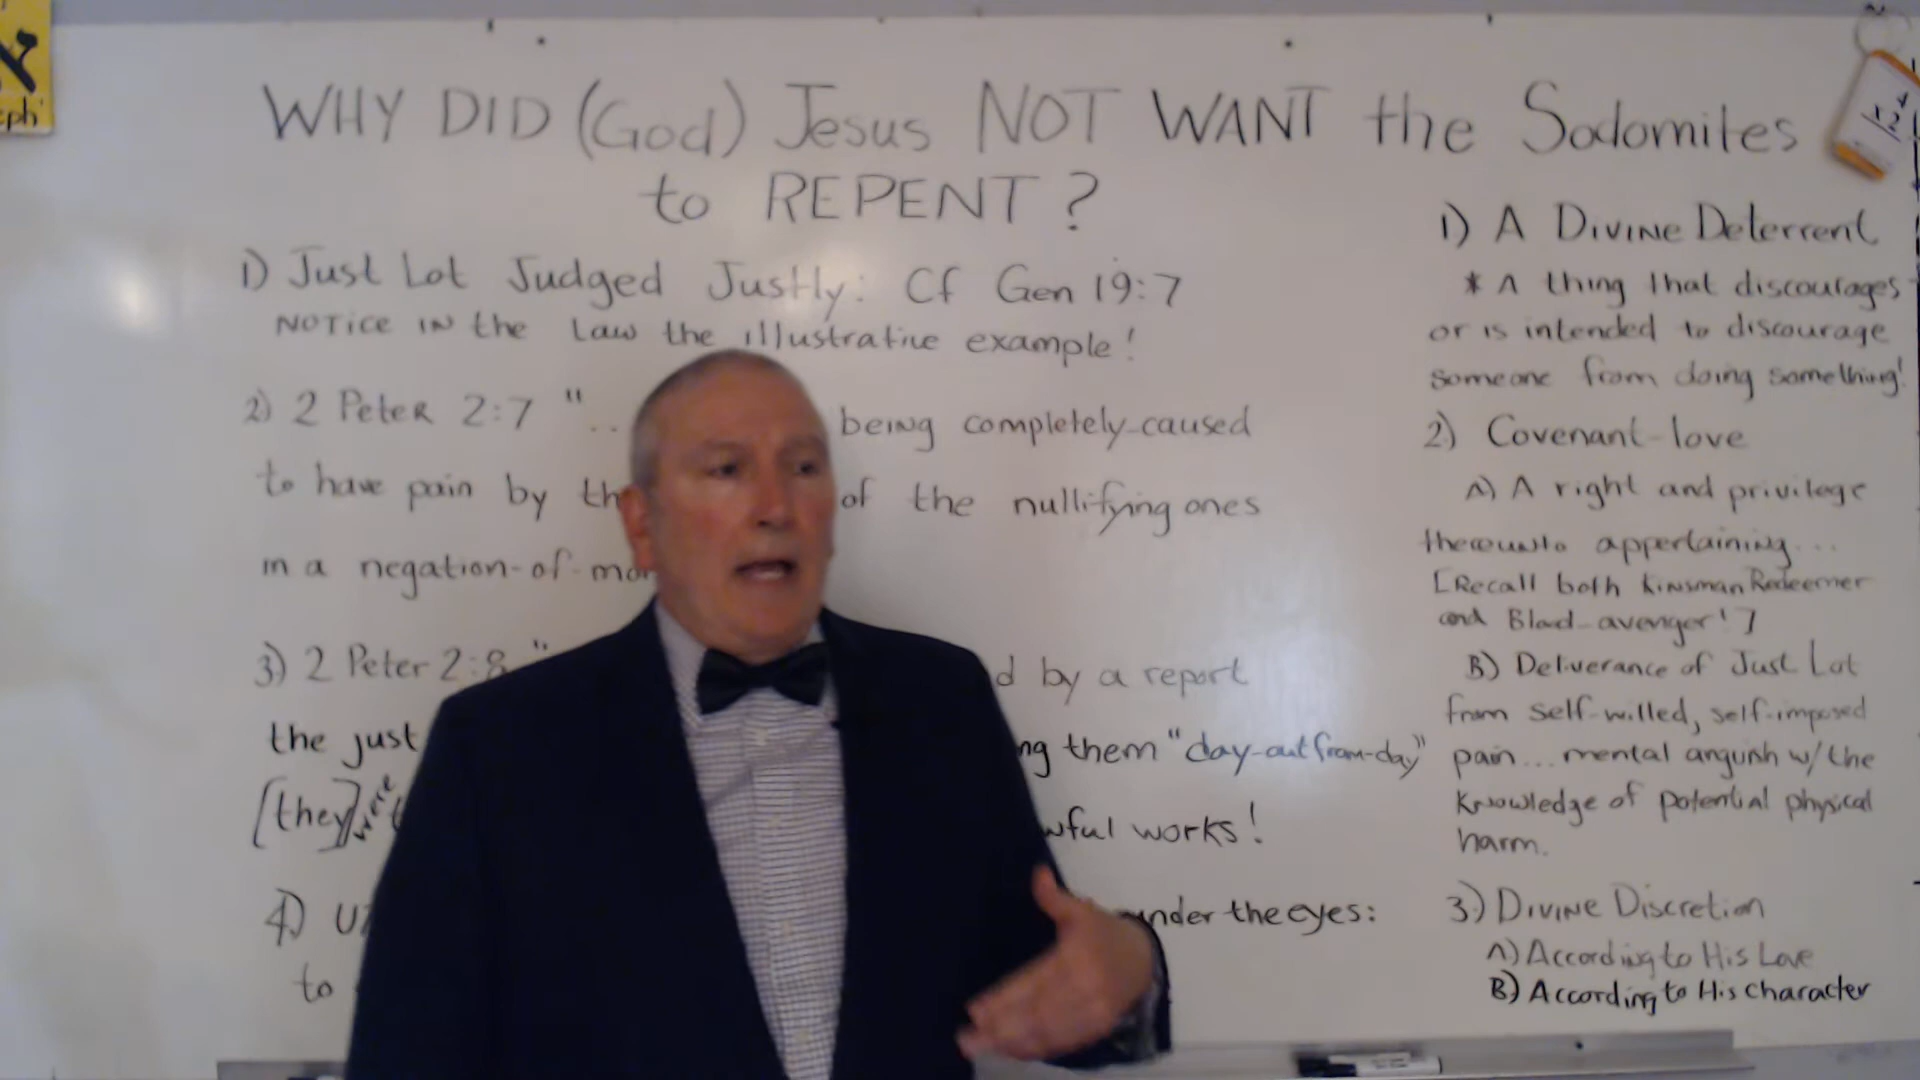 WHY DID (God) Jesus NOT WANT the Sodomites
to REPENT?
1) Just Lot Judged Justly: Cf Gen 19:7
NOTICE IN the Law the illustrative example!
2) 2 Peter 2:7 "... being completely-caused
to have pain by of the nullifying ones
in a negation-of-
3) 2 Peter 2:8 " by a report
the just them "day-out from-day"
[they] were works!
4) under the eyes:
to
1) A DIVINE Deterrent
* A thing that discourages
or is intended to discourage
someone from doing something!
2) Covenant-love
A) A right and privilege
thereunto appertaining...
[Recall both Kinsman Redeemer
and Blood-avenger!]
B) Deliverance of Just Lot
from self-willed, self-imposed
pain... mental anguish w/ the
Knowledge of potential physical
harm.
3) DIVINE Discretion
A) According to His Love
B) According to His character